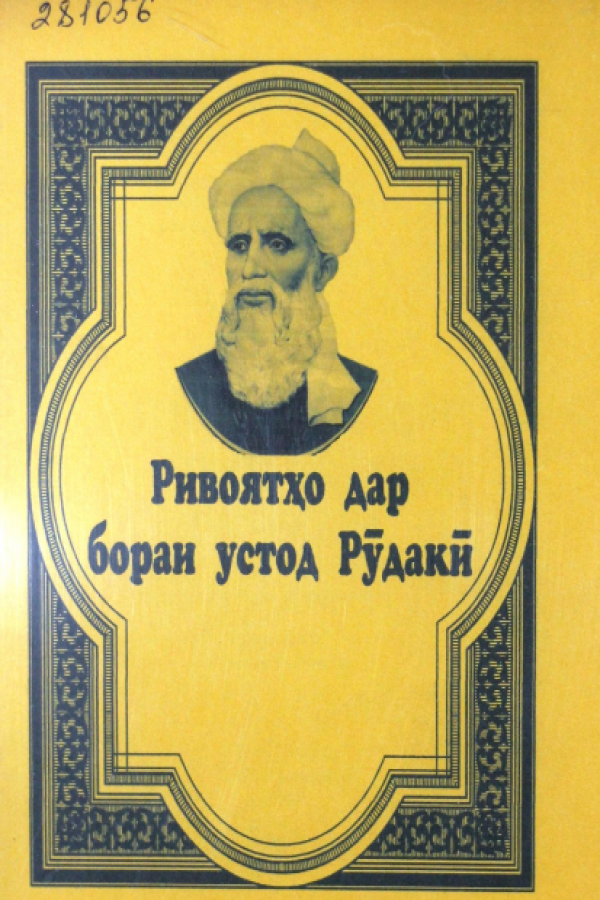 281056
Ривоятҳо дар
бораи устод Рӯдакӣ